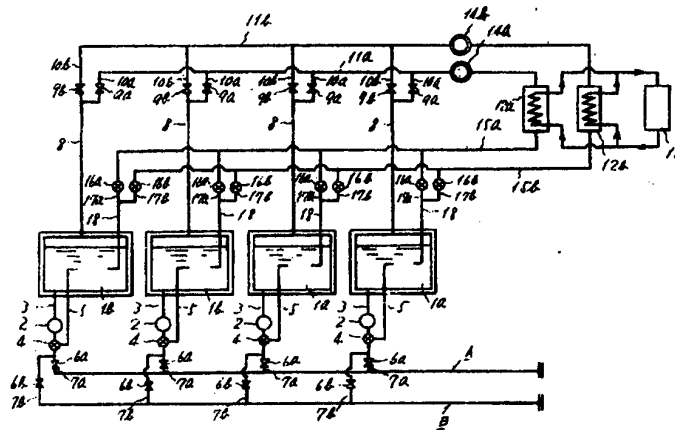 14b
11b
14a
10b 11a
10b 10a 10b 10a 10b 10a 10b 10a
9b 9a 9b 9a 9b 9a 9b 9a
12b
8 8 8 8
15a
15b
16a 16b 16a 16b 16a 16b 16a 16b
17a 17b 17a 17b 17a 17b 17b
18 18 18 18
1b 1b 1a 1a
3 5 3 5 3 5 3 5
2 2 2 2
4 4 4 4
6a 6a 6a 6a
6b 7a 6b 7a 6b 7a 6b 7a A
7b 7b 7b 7b
B